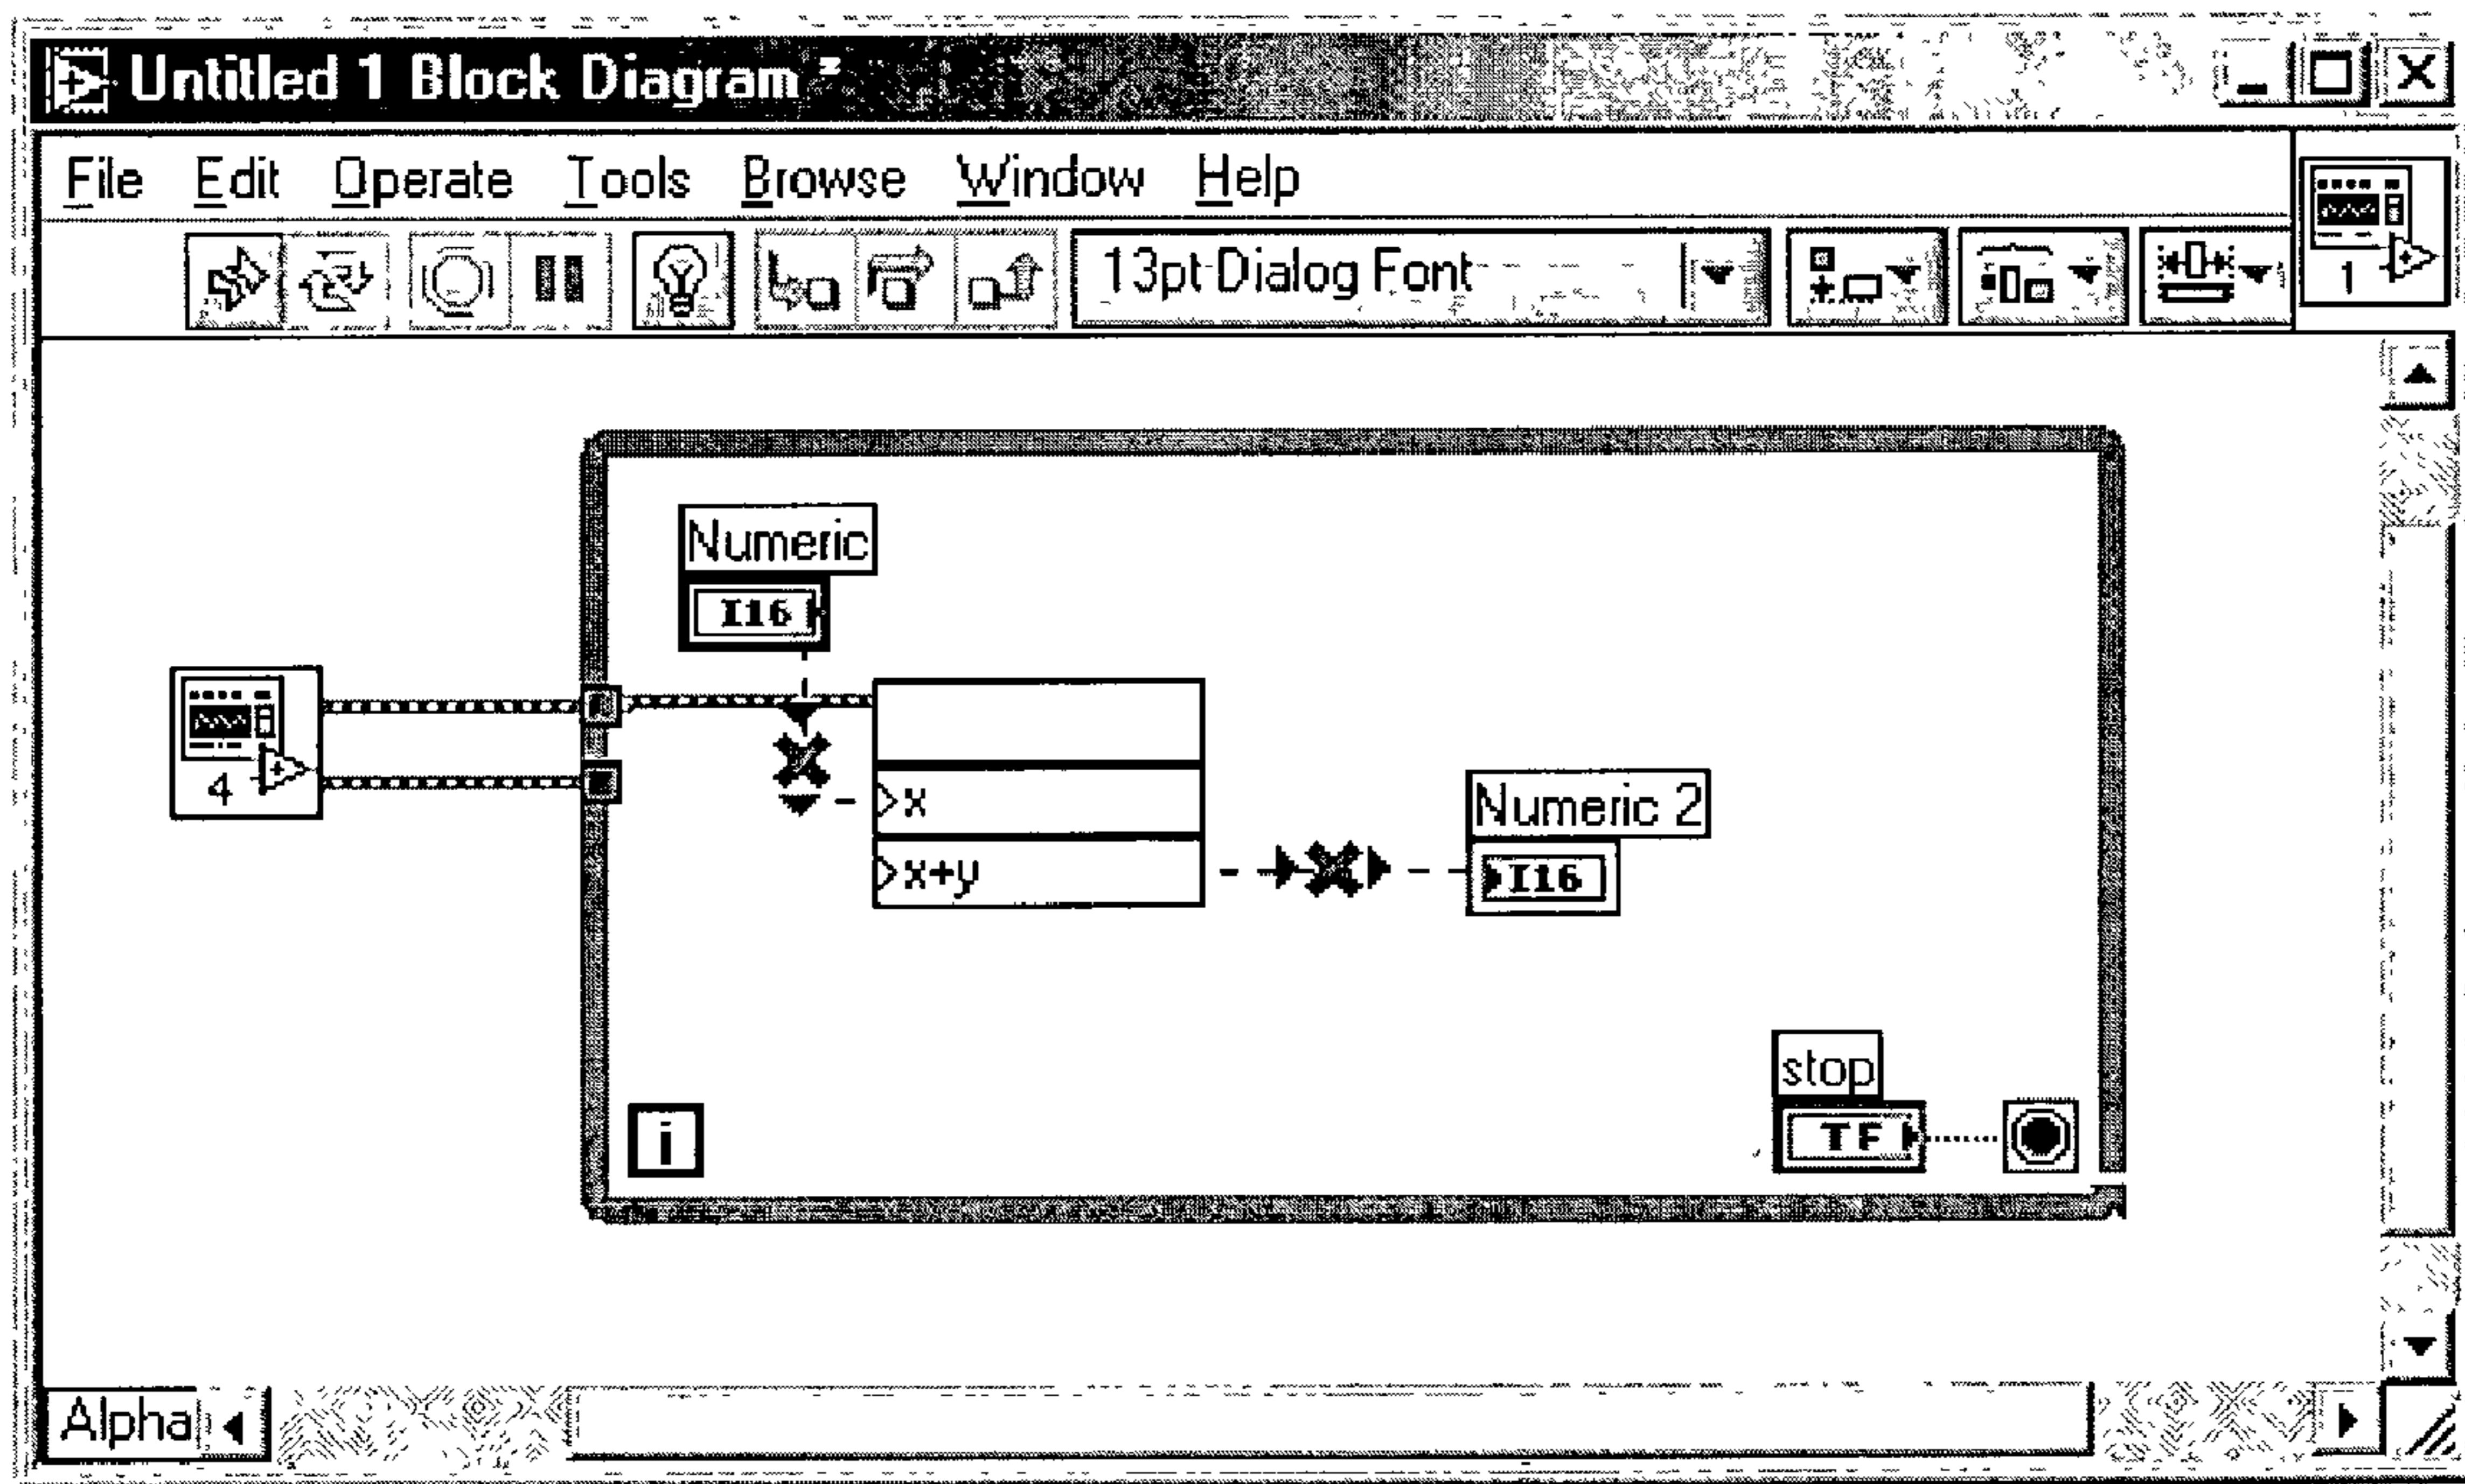 Untitled 1 Block Diagram *
File Edit Operate Tools Browse Window Help
13pt Dialog Font
1
Numeric
I16
4
x
x+y
Numeric 2
I16
stop
TF
i
Alpha